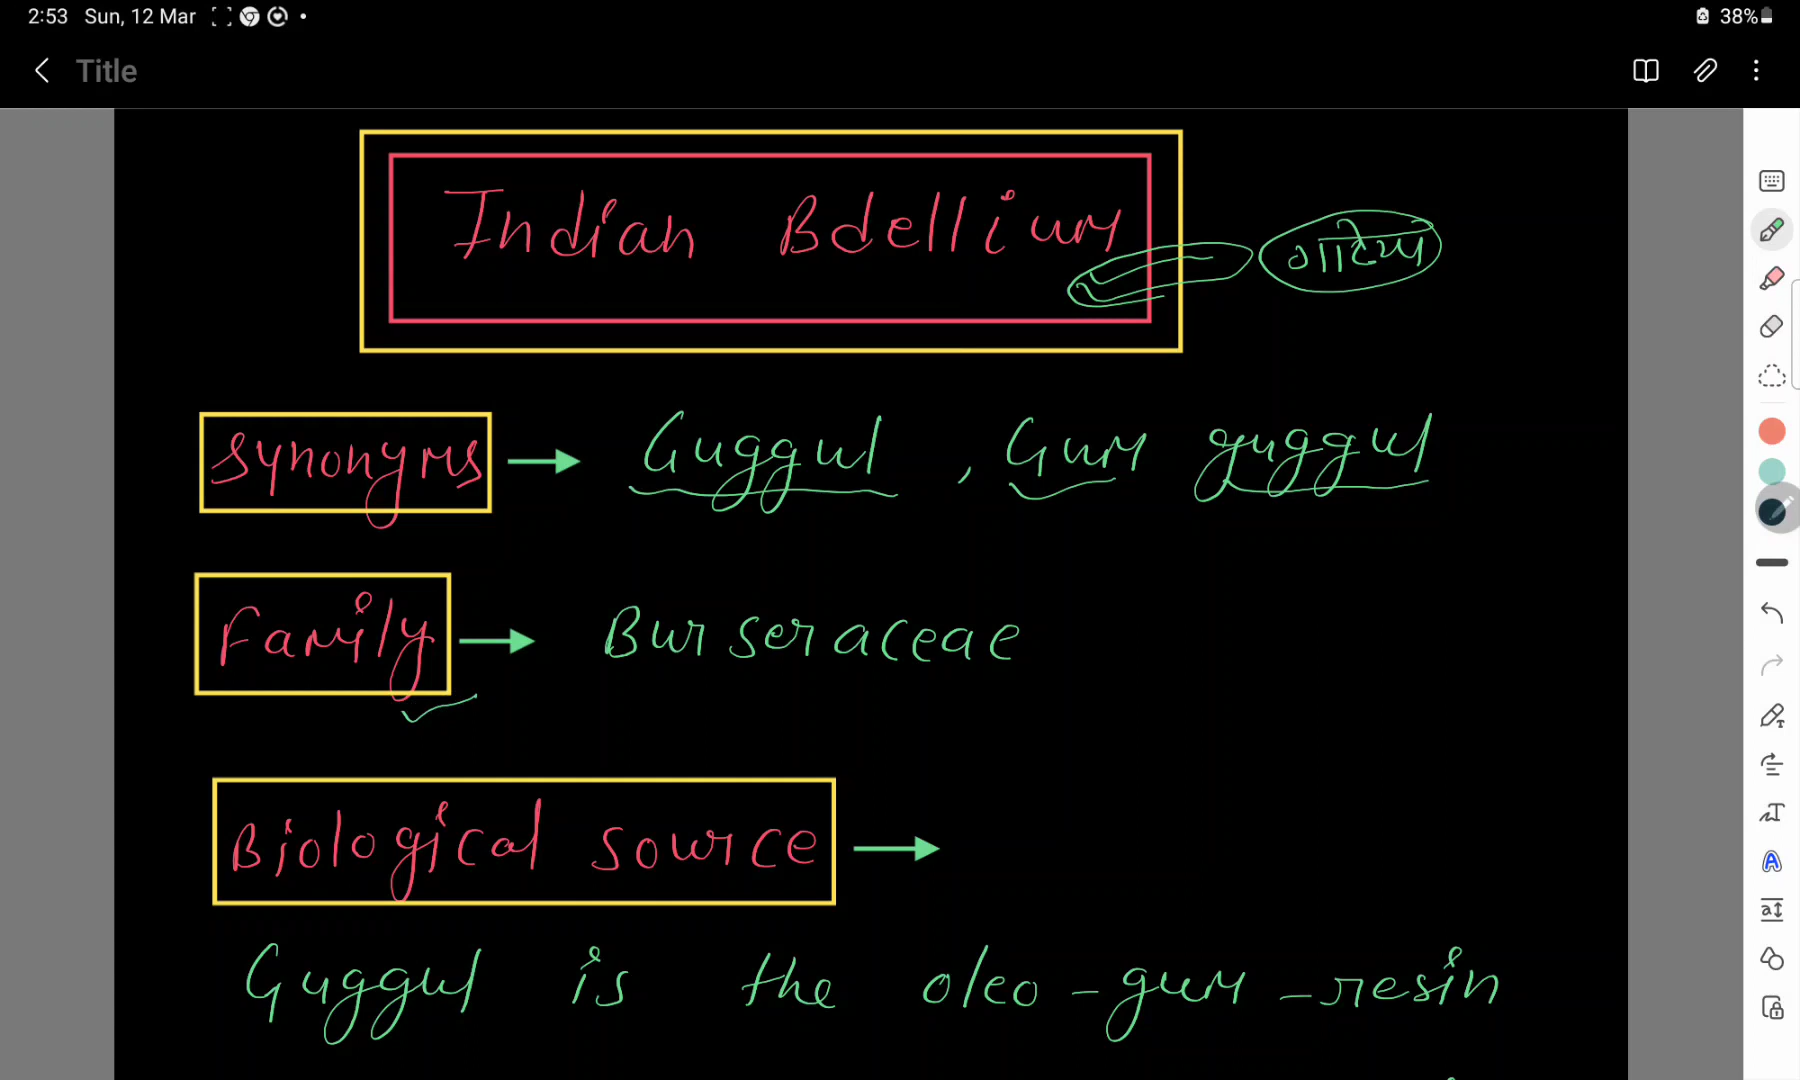 2:53 Sun, 12 Mar
38%
Title
Indian Bdellium
गठिया
Synonyms → Guggul , Gum guggul
Family → Burseraceae
Biological source →
Guggul is the oleo-gum-resin